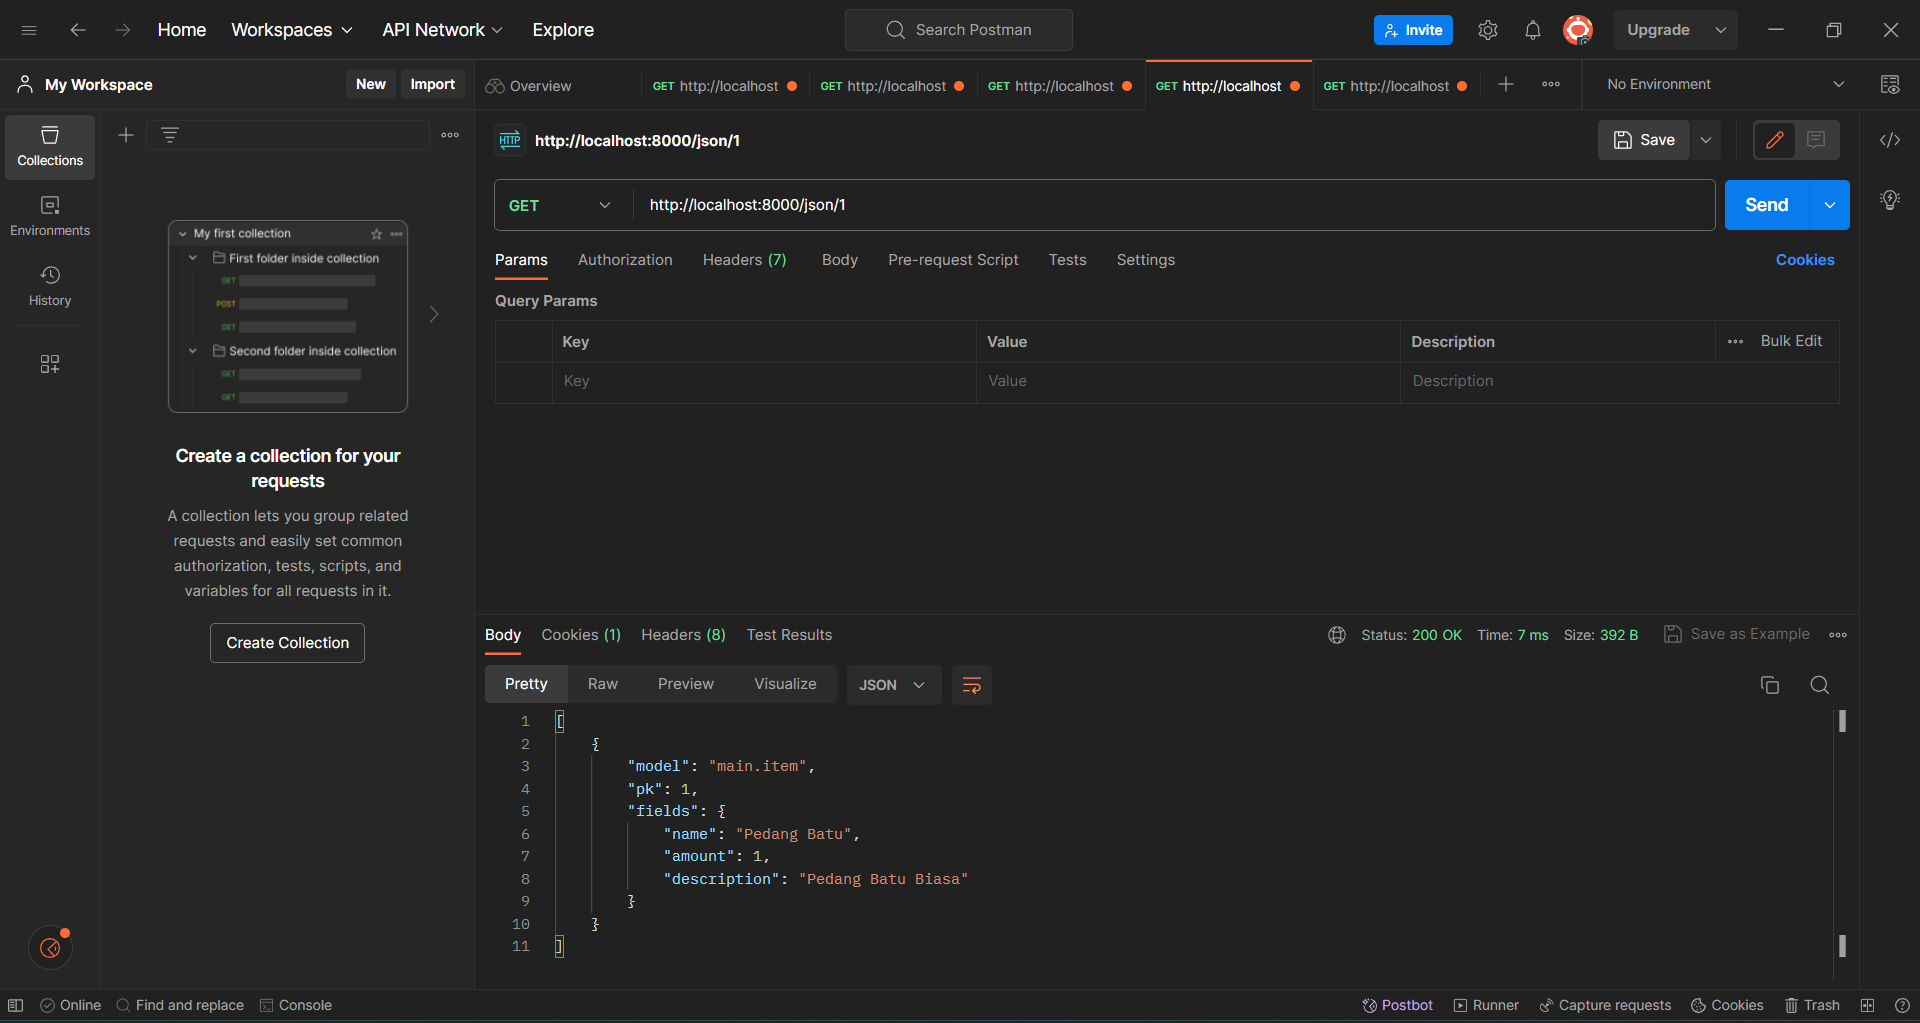 Home Workspaces API Network Explore Search Postman Invite Upgrade
My Workspace New Import Overview GET http://localhost GET http://localhost GET http://localhost GET http://localhost GET http://localhost No Environment
Collections
Environments
History
My first collection
First folder inside collection
GET
POST
GET
Second folder inside collection
GET
GET
Create a collection for your
requests
A collection lets you group related
requests and easily set common
authorization, tests, scripts, and
variables for all requests in it.
Create Collection
HTTP http://localhost:8000/json/1 Save
GET http://localhost:8000/json/1 Send
Params Authorization Headers (7) Body Pre-request Script Tests Settings Cookies
Query Params
Key Value Description Bulk Edit
Key Value Description
Body Cookies (1) Headers (8) Test Results Status: 200 OK Time: 7 ms Size: 392 B Save as Example
Pretty Raw Preview Visualize JSON
1 [
2 {
3 "model": "main.item",
4 "pk": 1,
5 "fields": {
6 "name": "Pedang Batu",
7 "amount": 1,
8 "description": "Pedang Batu Biasa"
9 }
10 }
11 ]
Online Find and replace Console Postbot Runner Capture requests Cookies Trash